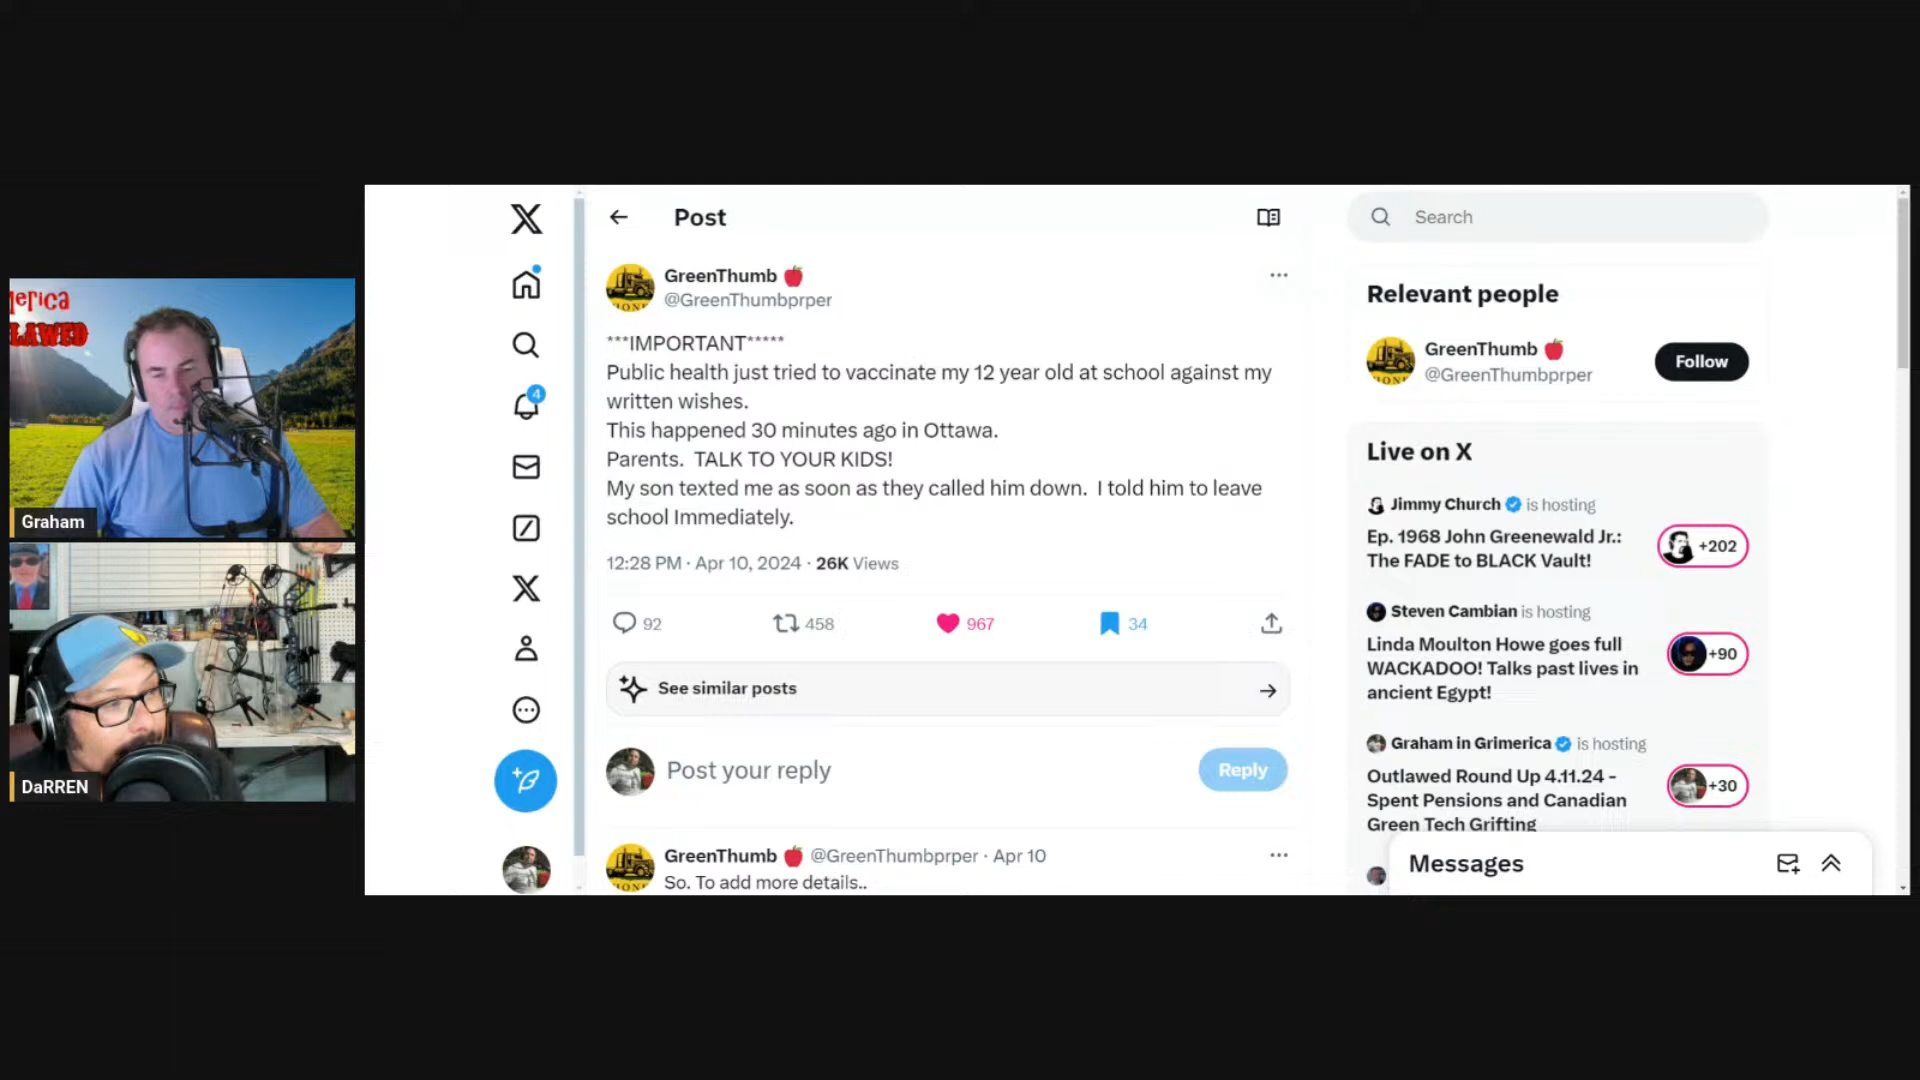 Graham
DaRREN
Post
Search
GreenThumb
@GreenThumbprper
***IMPORTANT*****
Public health just tried to vaccinate my 12 year old at school against my
written wishes.
This happened 30 minutes ago in Ottawa.
Parents.  TALK TO YOUR KIDS!
My son texted me as soon as they called him down.  I told him to leave
school Immediately.
12:28 PM · Apr 10, 2024 · 26K Views
92
458
967
34
See similar posts
Post your reply
Reply
GreenThumb @GreenThumbprper · Apr 10
So. To add more details..
4
Relevant people
GreenThumb
@GreenThumbprper
Follow
Live on X
Jimmy Church is hosting
Ep. 1968 John Greenewald Jr.:
The FADE to BLACK Vault!
+202
Steven Cambian is hosting
Linda Moulton Howe goes full
WACKADOO! Talks past lives in
ancient Egypt!
+90
Graham in Grimerica is hosting
Outlawed Round Up 4.11.24 -
Spent Pensions and Canadian
Green Tech Grifting
+30
Messages